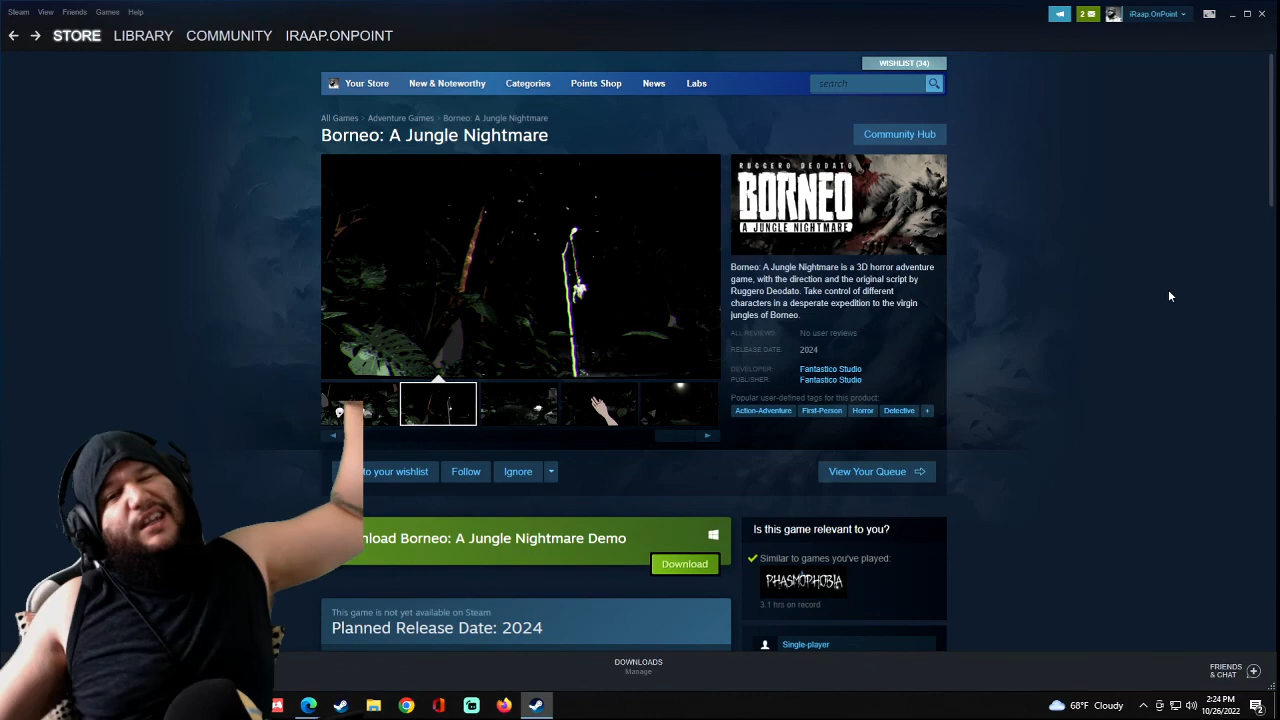 Steam View Friends Games Help
2
iRaap.OnPoint
STORE LIBRARY COMMUNITY IRAAP.ONPOINT
WISHLIST (34)
Your Store New & Noteworthy Categories Points Shop News Labs
search
All Games > Adventure Games > Borneo: A Jungle Nightmare
Borneo: A Jungle Nightmare
Community Hub
RUGGERO DEODATO
BORNEO
A JUNGLE NIGHTMARE
Borneo: A Jungle Nightmare is a 3D horror adventure
game, with the direction and the original script by
Ruggero Deodato. Take control of different
characters in a desperate expedition to the virgin
jungles of Borneo.
ALL REVIEWS: No user reviews
RELEASE DATE: 2024
DEVELOPER: Fantastico Studio
PUBLISHER: Fantastico Studio
Popular user-defined tags for this product:
Action-Adventure First-Person Horror Detective +
to your wishlist Follow Ignore
View Your Queue
nload Borneo: A Jungle Nightmare Demo
Download
Is this game relevant to you?
Similar to games you've played:
PHASMOPHOBIA
3.1 hrs on record
This game is not yet available on Steam
Planned Release Date: 2024
Single-player
DOWNLOADS
Manage
FRIENDS
& CHAT
68°F Cloudy
2:24 PM
10/26/2022
2